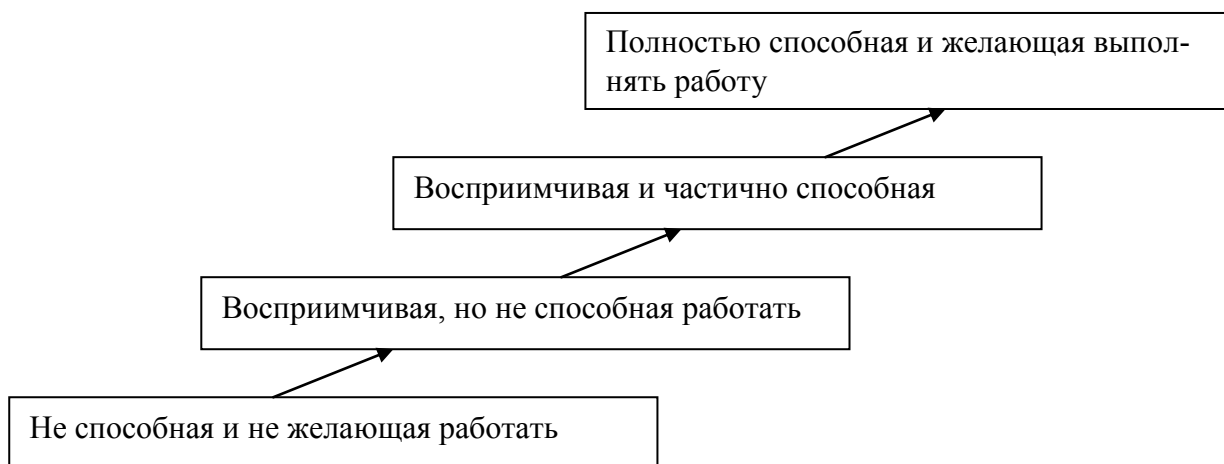 Полностью способная и желающая выпол-
нять работу
Восприимчивая и частично способная
Восприимчивая, но не способная работать
Не способная и не желающая работать